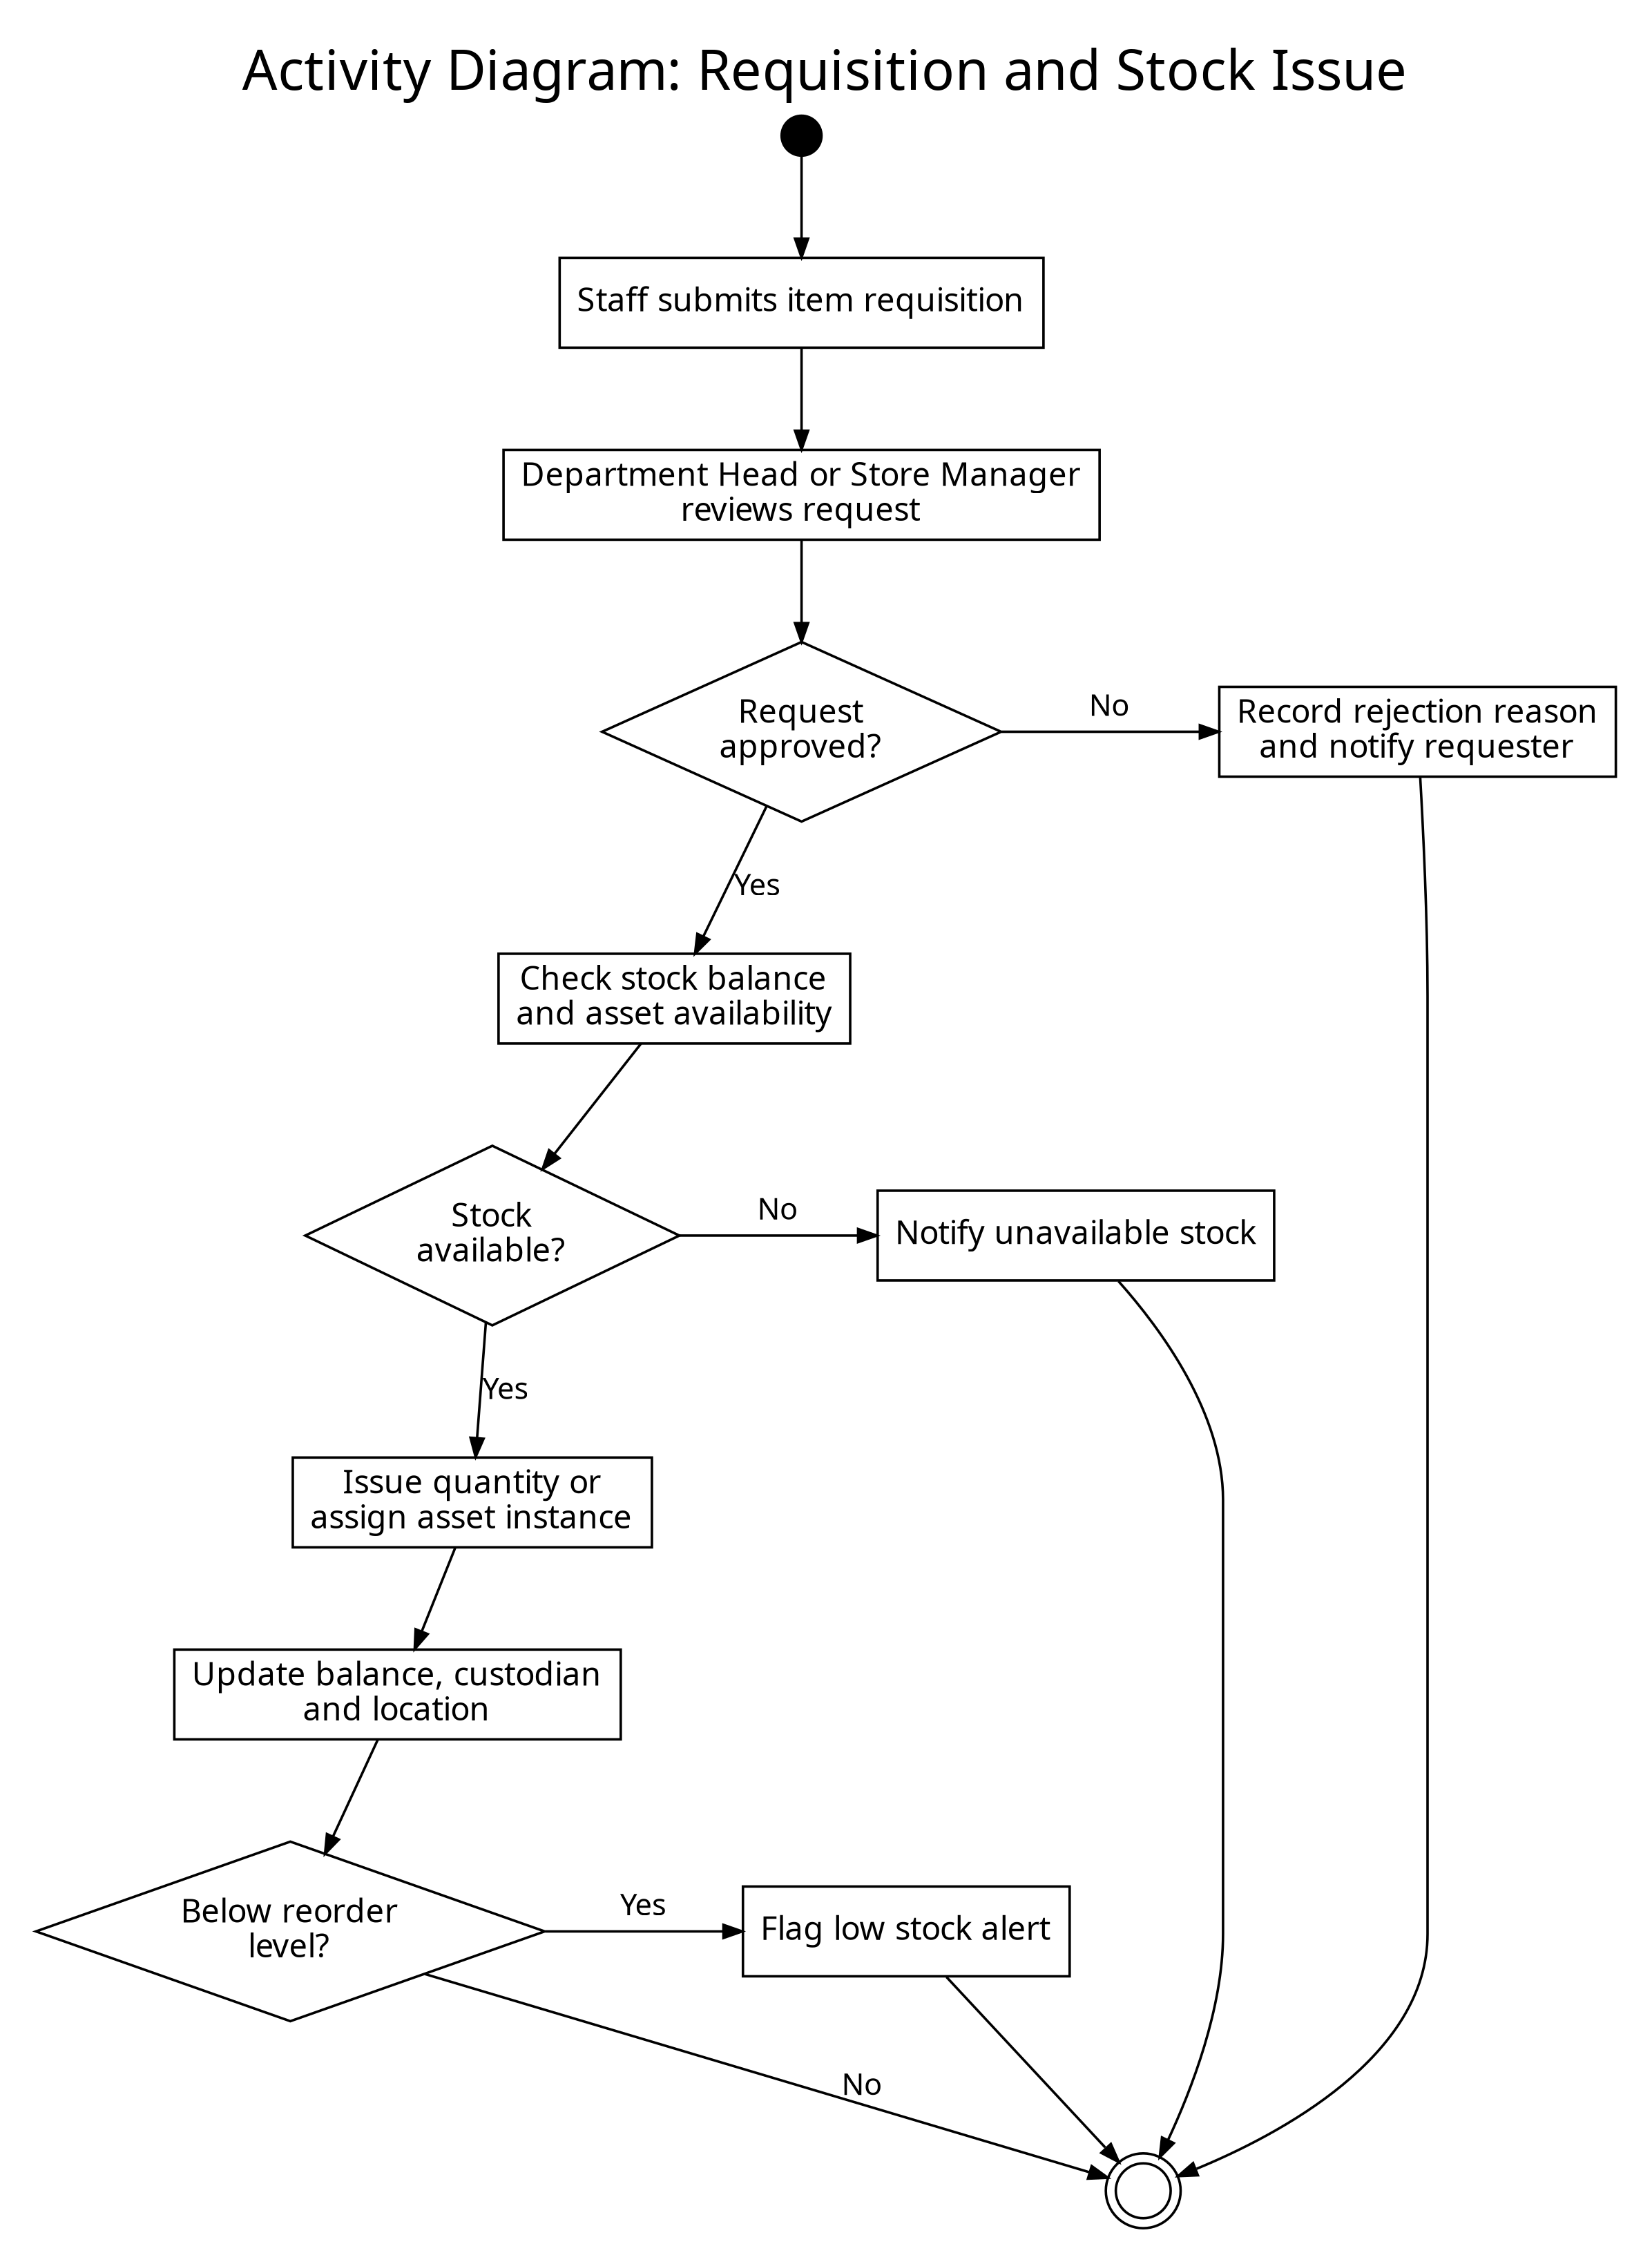 Activity Diagram: Requisition and Stock Issue
Staff submits item requisition
Department Head or Store Manager
reviews request
Request
approved?
No
Record rejection reason
and notify requester
Yes
Check stock balance
and asset availability
Stock
available?
No
Notify unavailable stock
Yes
Issue quantity or
assign asset instance
Update balance, custodian
and location
Below reorder
level?
Yes
Flag low stock alert
No